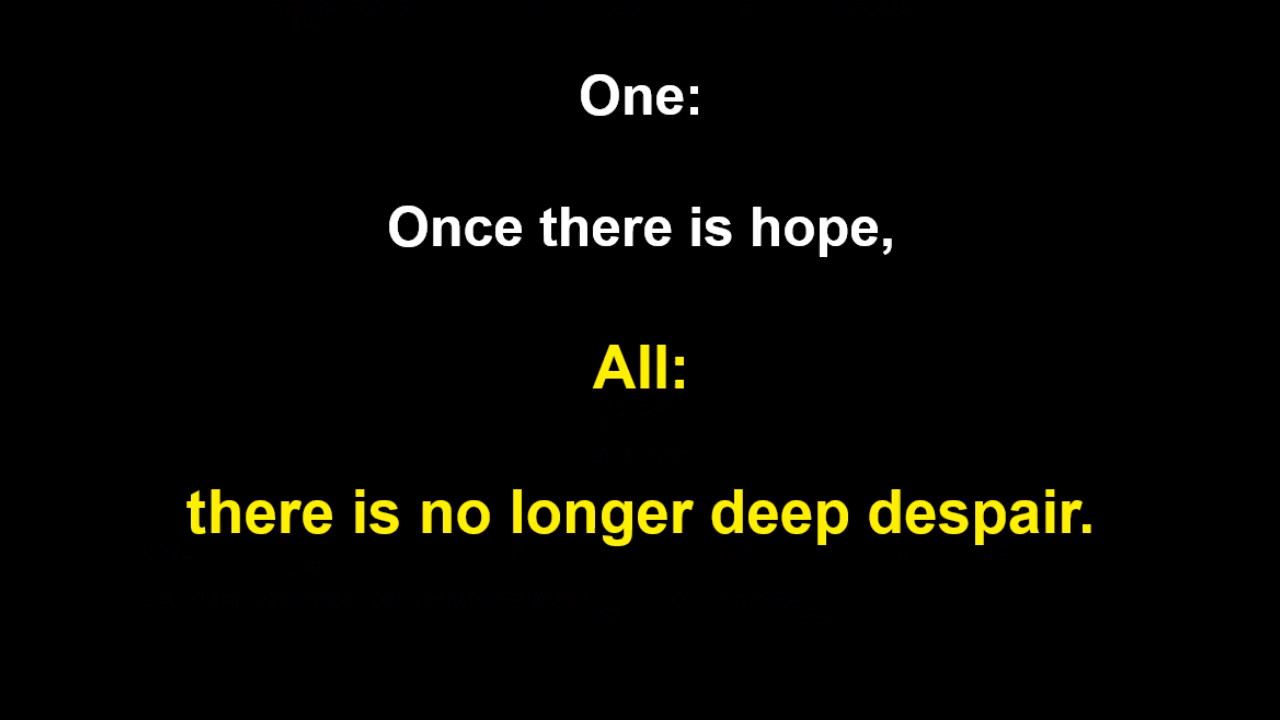 One:
Once there is hope,
All:
there is no longer deep despair.